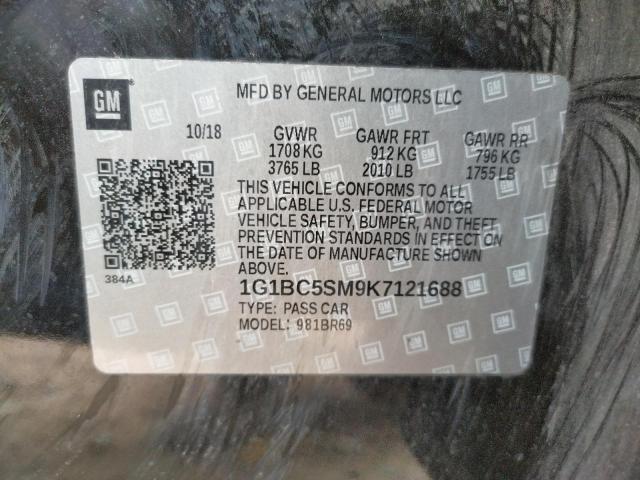 GM
MFD BY GENERAL MOTORS LLC
10/18 GVWR GAWR FRT GAWR RR
1708 KG 912 KG 796 KG
3765 LB 2010 LB 1755 LB
THIS VEHICLE CONFORMS TO ALL
APPLICABLE U.S. FEDERAL MOTOR
VEHICLE SAFETY, BUMPER, AND THEFT
PREVENTION STANDARDS IN EFFECT ON
THE DATE OF MANUFACTURE SHOWN
ABOVE.
384A
1G1BC5SM9K7121688
TYPE: PASS CAR
MODEL: 981BR69